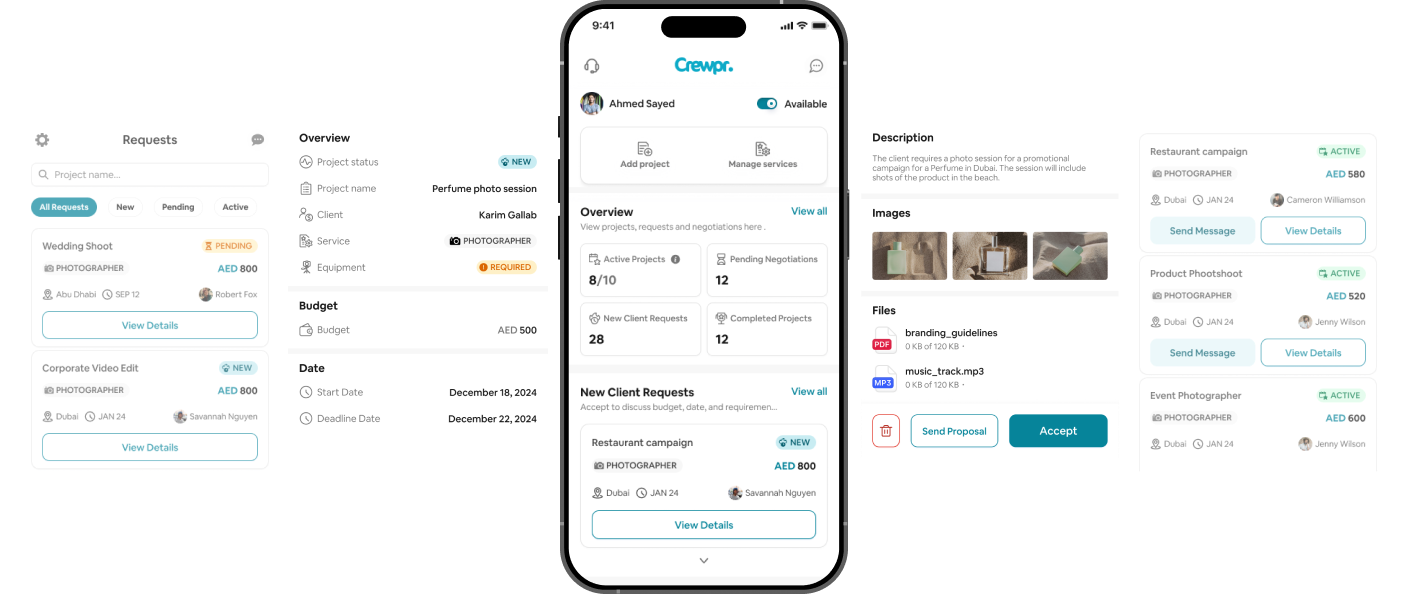 Requests
Project name...
All Requests
New
Pending
Active
Wedding Shoot
PENDING
PHOTOGRAPHER
AED 800
Abu Dhabi
SEP 12
Robert Fox
View Details
Corporate Video Edit
NEW
PHOTOGRAPHER
AED 800
Dubai
JAN 24
Savannah Nguyen
View Details
Overview
Project status
NEW
Project name
Perfume photo session
Client
Karim Gallab
Service
PHOTOGRAPHER
Equipment
REQUIRED
Budget
Budget
AED 500
Date
Start Date
December 18, 2024
Deadline Date
December 22, 2024
9:41
Crewpr.
Ahmed Sayed
Available
Add project
Manage services
Overview
View all
View projects, requests and negotiations here .
Active Projects
8/10
Pending Negotiations
12
New Client Requests
28
Completed Projects
12
New Client Requests
View all
Accept to discuss budget, date, and requiremen...
Restaurant campaign
NEW
PHOTOGRAPHER
AED 800
Dubai
JAN 24
Savannah Nguyen
View Details
Description
The client requires a photo session for a promotional
campaign for a Perfume in Dubai. The session will include
shots of the product in the beach.
Images
Files
PDF
branding_guidelines
0 KB of 120 KB ·
MP3
music_track.mp3
0 KB of 120 KB ·
Send Proposal
Accept
Restaurant campaign
ACTIVE
PHOTOGRAPHER
AED 580
Dubai
JAN 24
Cameron Williamson
Send Message
View Details
Product Phootshoot
ACTIVE
PHOTOGRAPHER
AED 520
Dubai
JAN 24
Jenny Wilson
Send Message
View Details
Event Photographer
ACTIVE
PHOTOGRAPHER
AED 600
Dubai
JAN 24
Jenny Wilson